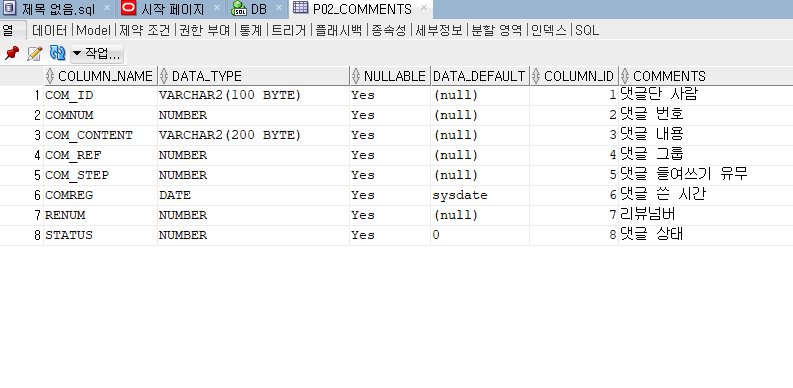 제목 없음.sql 시작 페이지 DB P02_COMMENTS
열 데이터 Model 제약 조건 권한 부여 통계 트리거 플래시백 종속성 세부정보 분할 영역 인덱스 SQL
작업...
COLUMN_NAME DATA_TYPE NULLABLE DATA_DEFAULT COLUMN_ID COMMENTS
1 COM_ID VARCHAR2(100 BYTE) Yes (null) 1 댓글단 사람
2 COMNUM NUMBER Yes (null) 2 댓글 번호
3 COM_CONTENT VARCHAR2(200 BYTE) Yes (null) 3 댓글 내용
4 COM_REF NUMBER Yes (null) 4 댓글 그룹
5 COM_STEP NUMBER Yes (null) 5 댓글 들여쓰기 유무
6 COMREG DATE Yes sysdate 6 댓글 쓴 시간
7 RENUM NUMBER Yes (null) 7 리뷰넘버
8 STATUS NUMBER Yes 0 8 댓글 상태